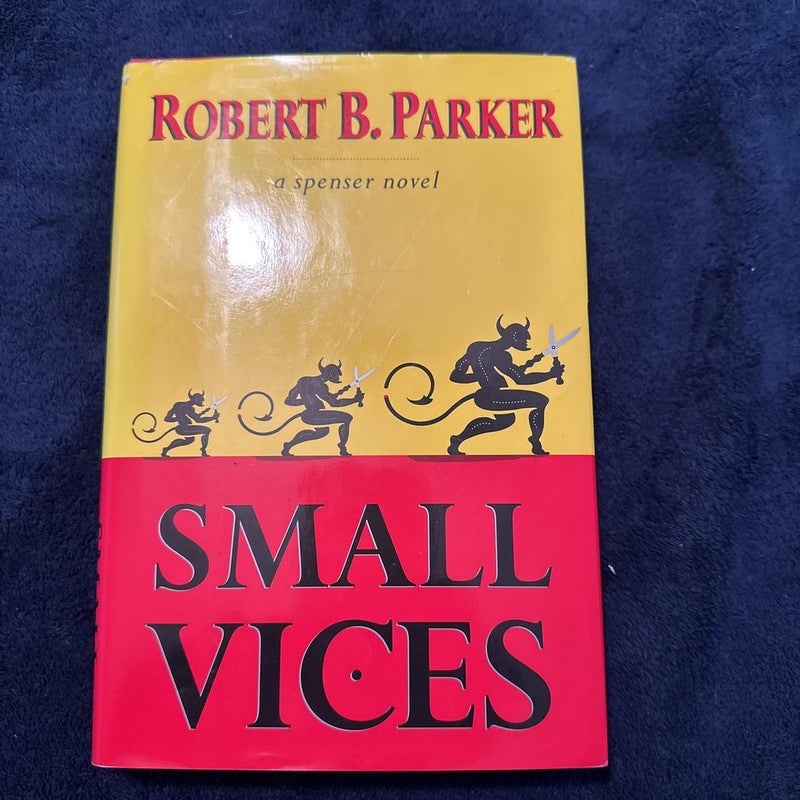 ROBERT B. PARKER
a spenser novel
SMALL
VICES